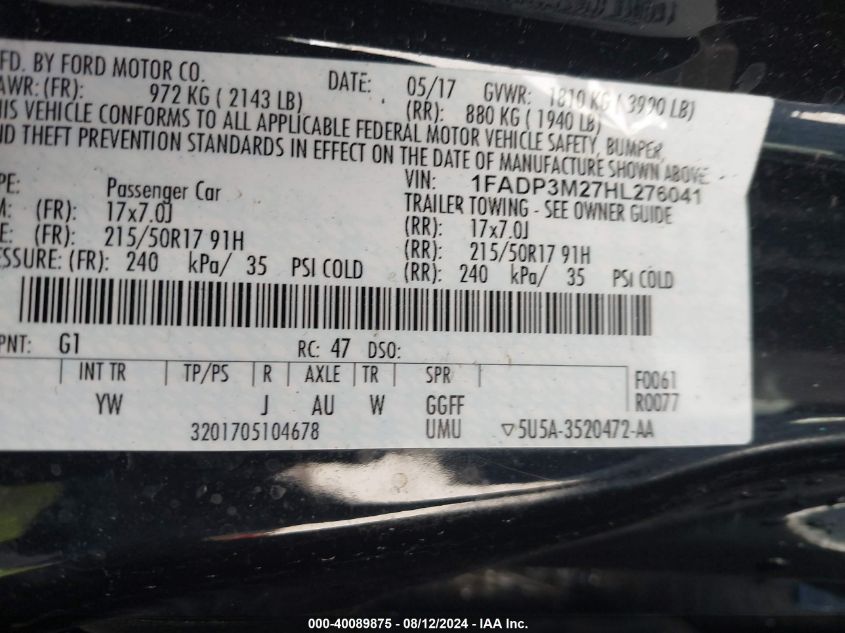 FD. BY FORD MOTOR CO.
DATE: 05/17 GVWR: 1810 KG ( 3990 LB)
AWR: (FR): 972 KG ( 2143 LB) (RR): 880 KG ( 1940 LB)
HIS VEHICLE CONFORMS TO ALL APPLICABLE FEDERAL MOTOR VEHICLE SAFETY, BUMPER,
ND THEFT PREVENTION STANDARDS IN EFFECT ON THE DATE OF MANUFACTURE SHOWN ABOVE.
PE: Passenger Car VIN: 1FADP3M27HL276041
TRAILER TOWING - SEE OWNER GUIDE
M: (FR): 17x7.0J (RR): 17x7.0J
E: (FR): 215/50R17 91H (RR): 215/50R17 91H
SSURE: (FR): 240 kPa/ 35 PSI COLD (RR): 240 kPa/ 35 PSI COLD
PNT: G1 RC: 47 DSO:
INT TR TP/PS R AXLE TR SPR F0061
YW J AU W GGFF R0077
3201705104678 UMU ▽5U5A-3520472-AA
000-40089875 - 08/12/2024 - IAA Inc.